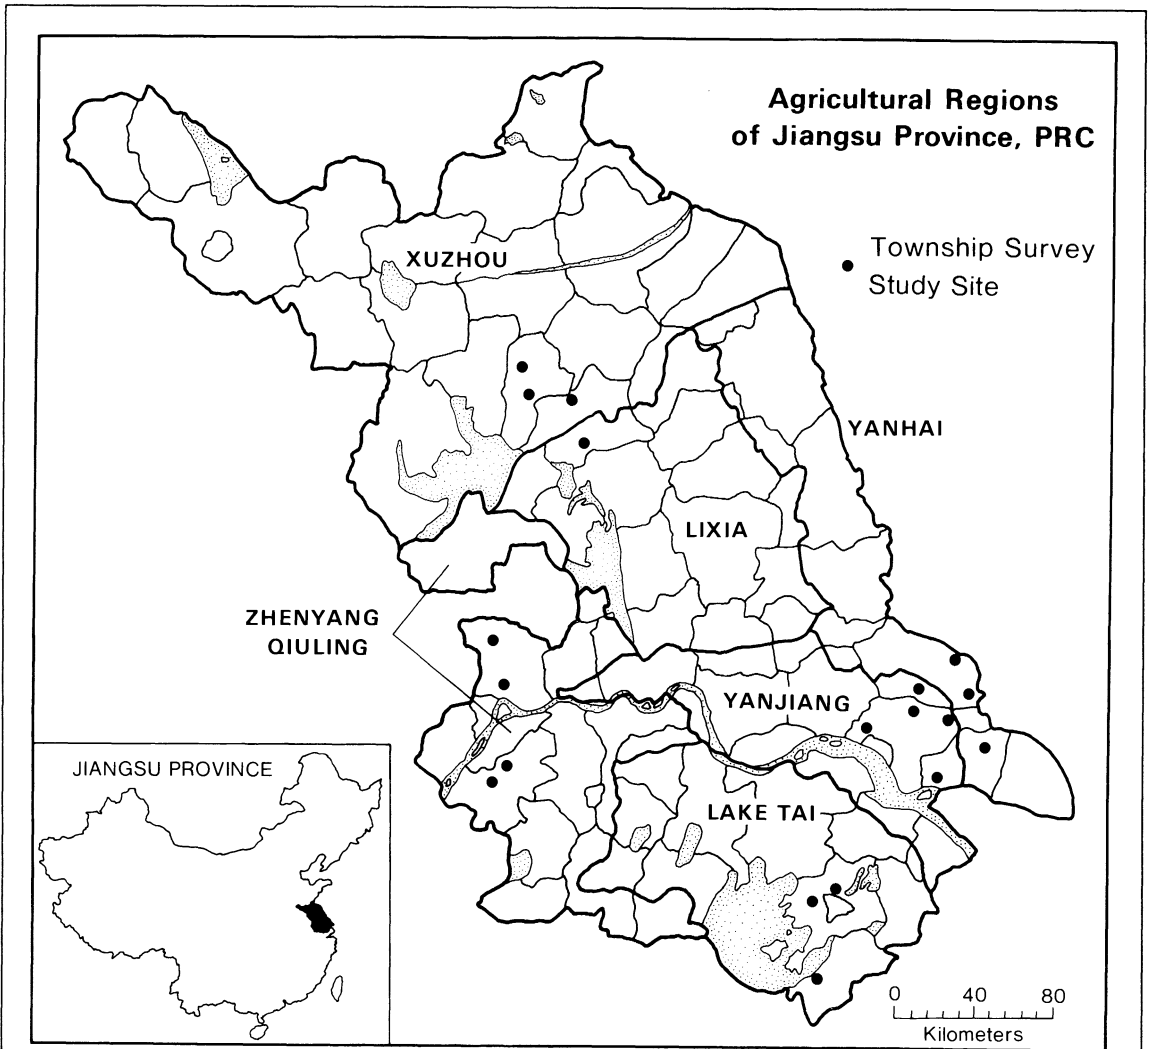 Agricultural Regions
of Jiangsu Province, PRC
Township Survey
Study Site
XUZHOU
YANHAI
LIXIA
ZHENYANG
QIULING
YANJIANG
JIANGSU PROVINCE
LAKE TAI
0 40 80
Kilometers